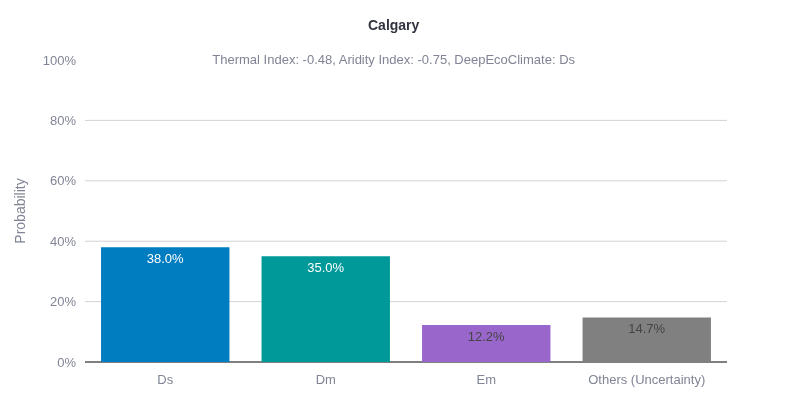 Calgary
Thermal Index: -0.48, Aridity Index: -0.75, DeepEcoClimate: Ds
100%
80%
60%
40%
20%
0%
Probability
38.0%
35.0%
12.2%
14.7%
Ds
Dm
Em
Others (Uncertainty)